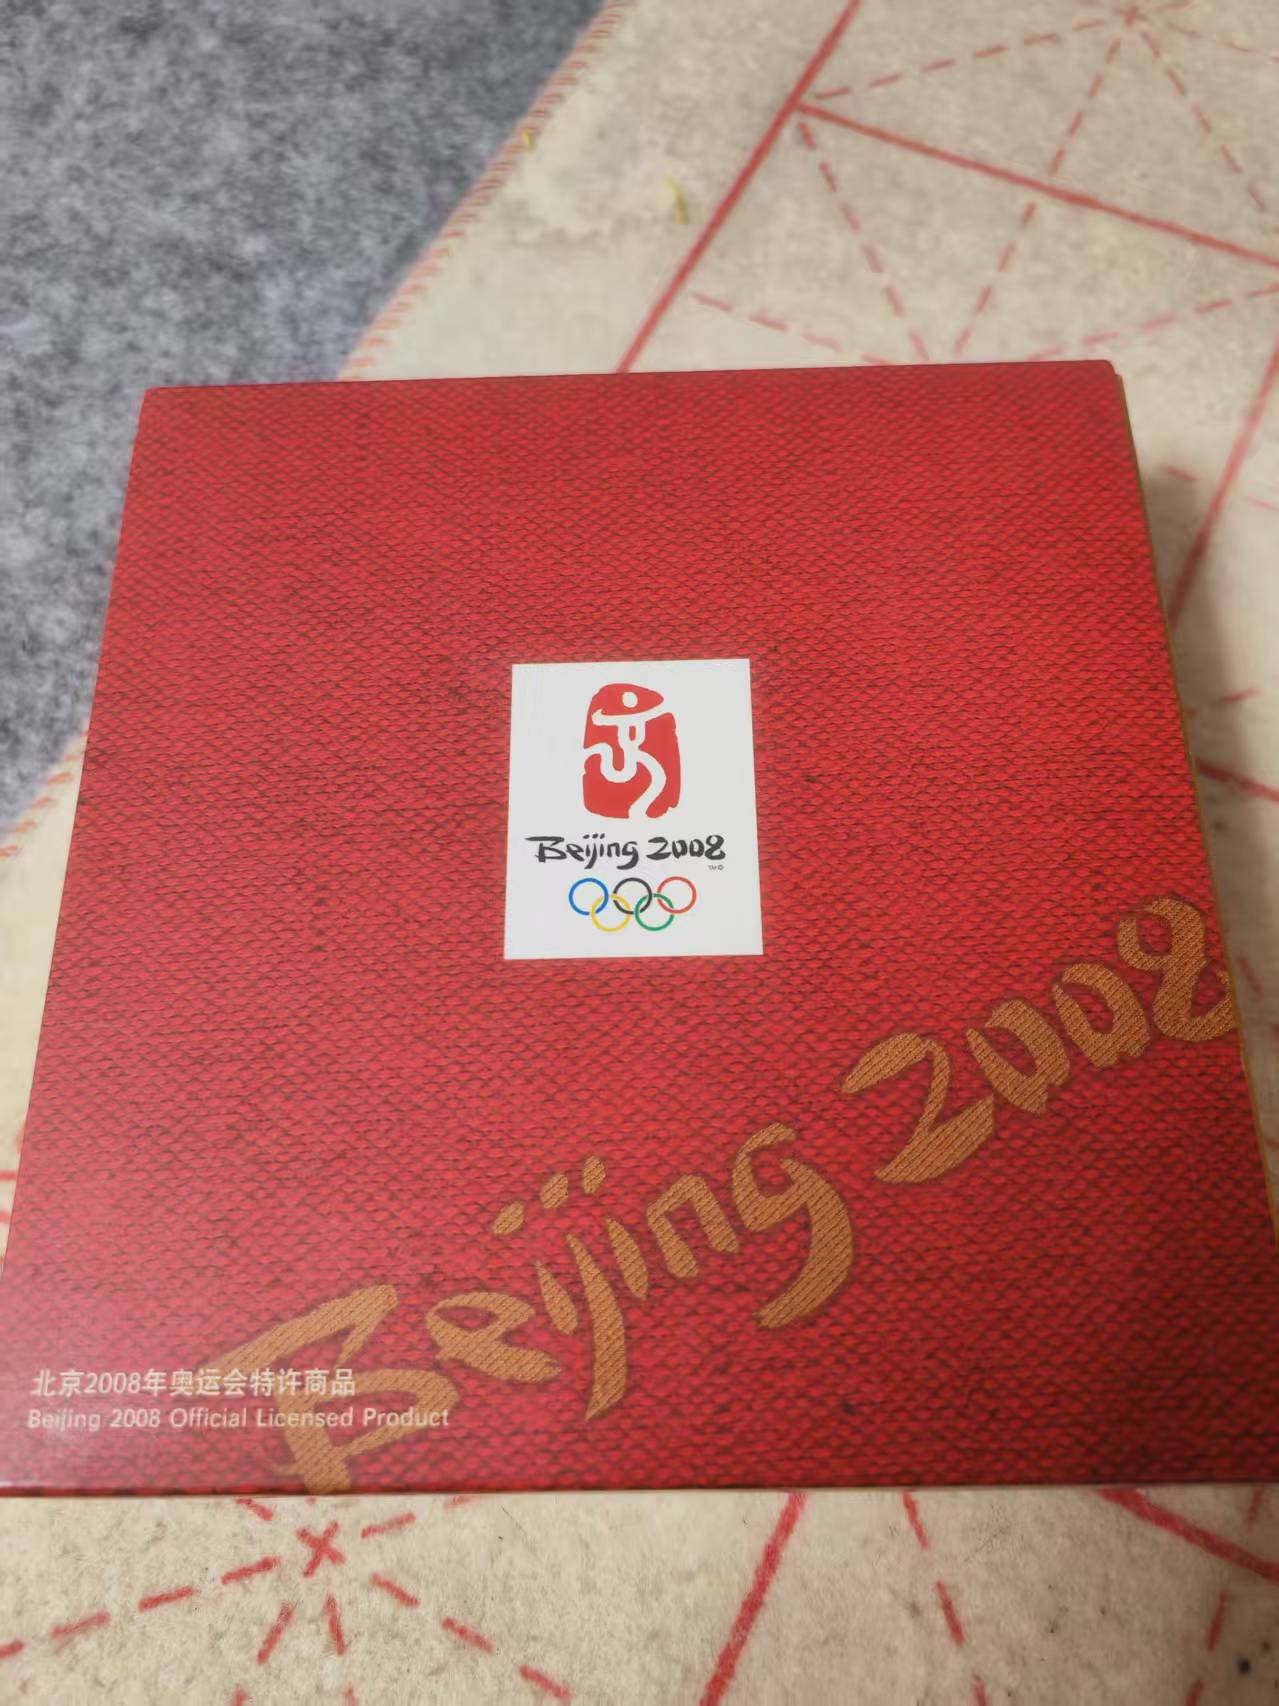 Beijing 2008
TM©
Beijing 2008
北京2008年奥运会特许商品
Beijing 2008 Official Licensed Product